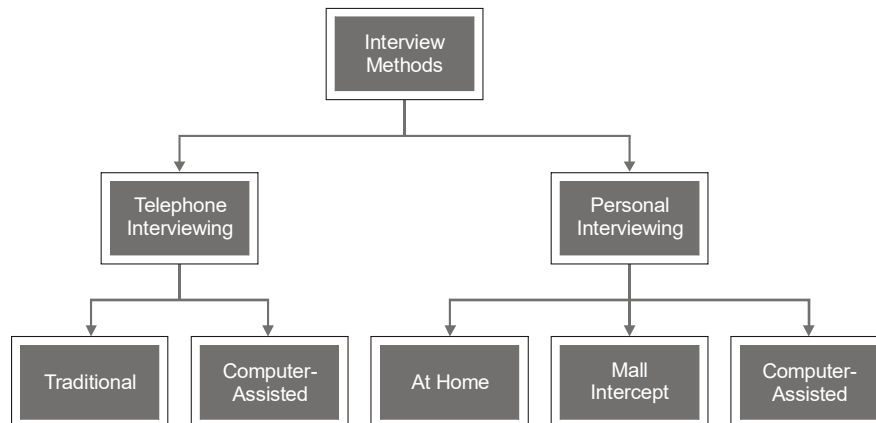 Interview
Methods
Telephone
Interviewing
Personal
Interviewing
Traditional
Computer-
Assisted
At Home
Mall
Intercept
Computer-
Assisted